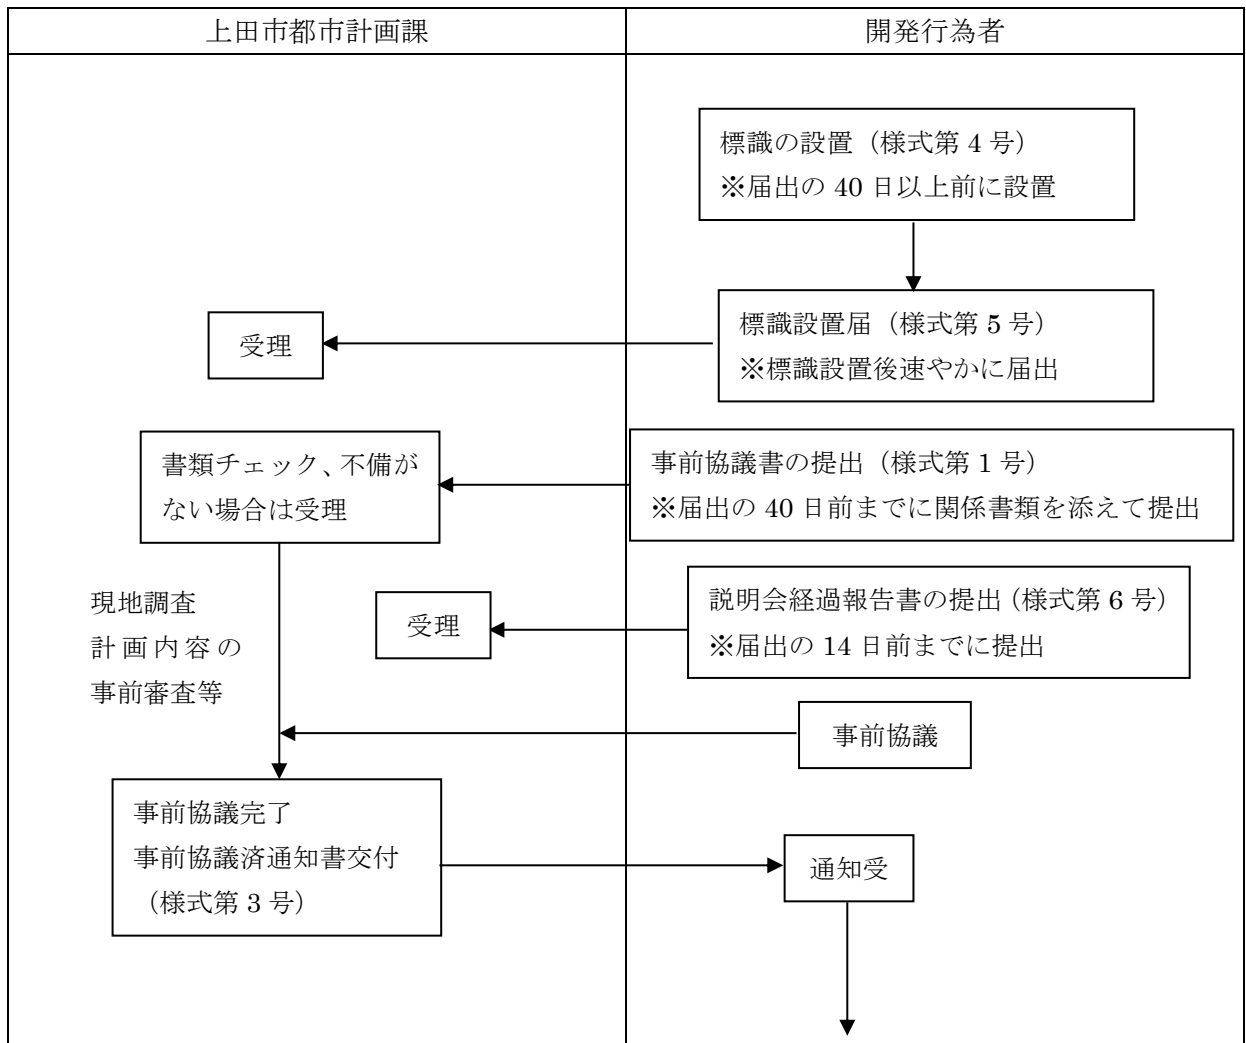 上田市都市計画課
開発行為者
標識の設置（様式第 4 号）
※届出の 40 日以上前に設置
標識設置届（様式第 5 号）
※標識設置後速やかに届出
受理
書類チェック、不備が
ない場合は受理
事前協議書の提出（様式第 1 号）
※届出の 40 日前までに関係書類を添えて提出
現地調査
計画内容の
事前審査等
受理
説明会経過報告書の提出（様式第 6 号）
※届出の 14 日前までに提出
事前協議
事前協議完了
事前協議済通知書交付
（様式第 3 号）
通知受